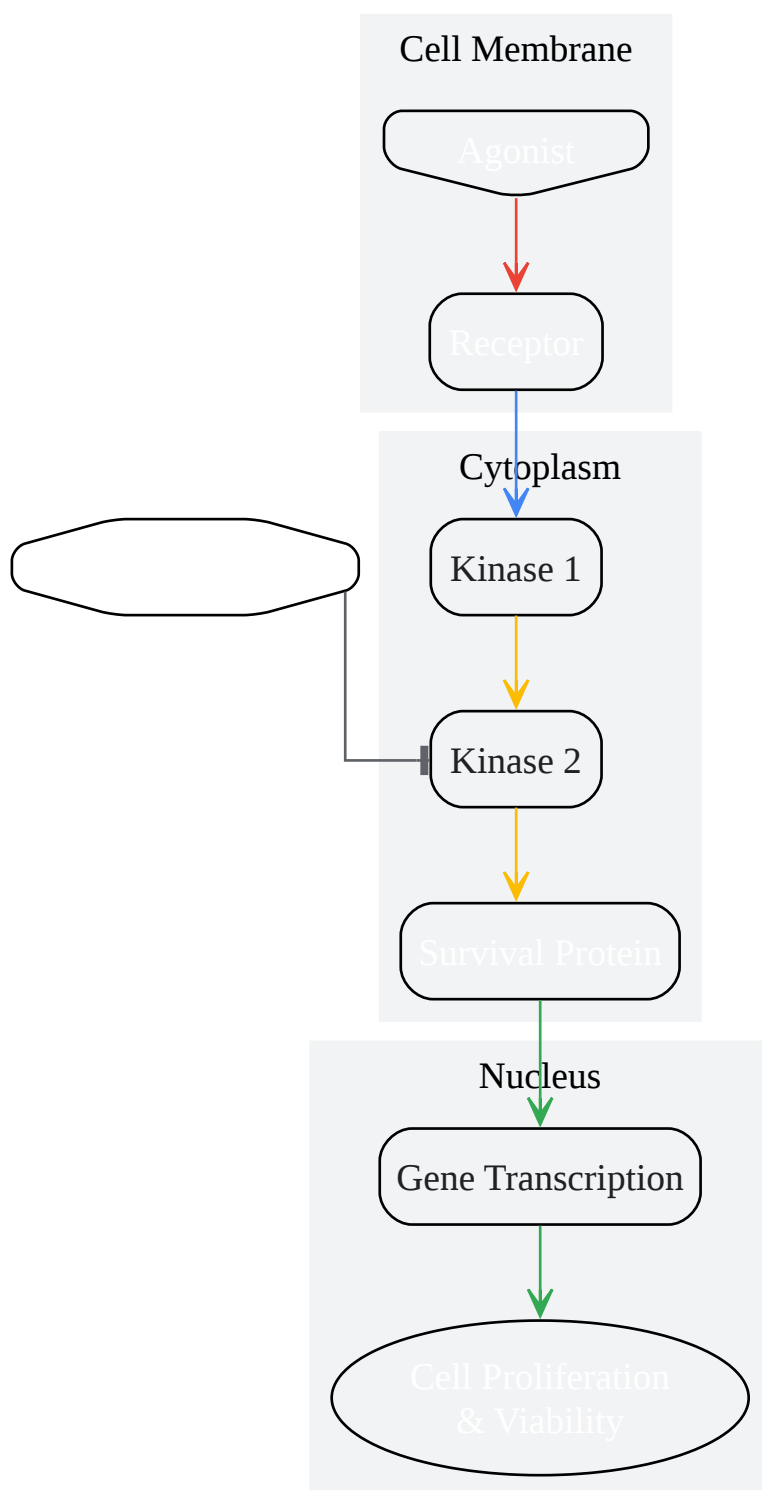 Cell Membrane
Agonist
Receptor
Cytoplasm
Kinase 1
Kinase 2
Survival Protein
Nucleus
Gene Transcription
Cell Proliferation
& Viability